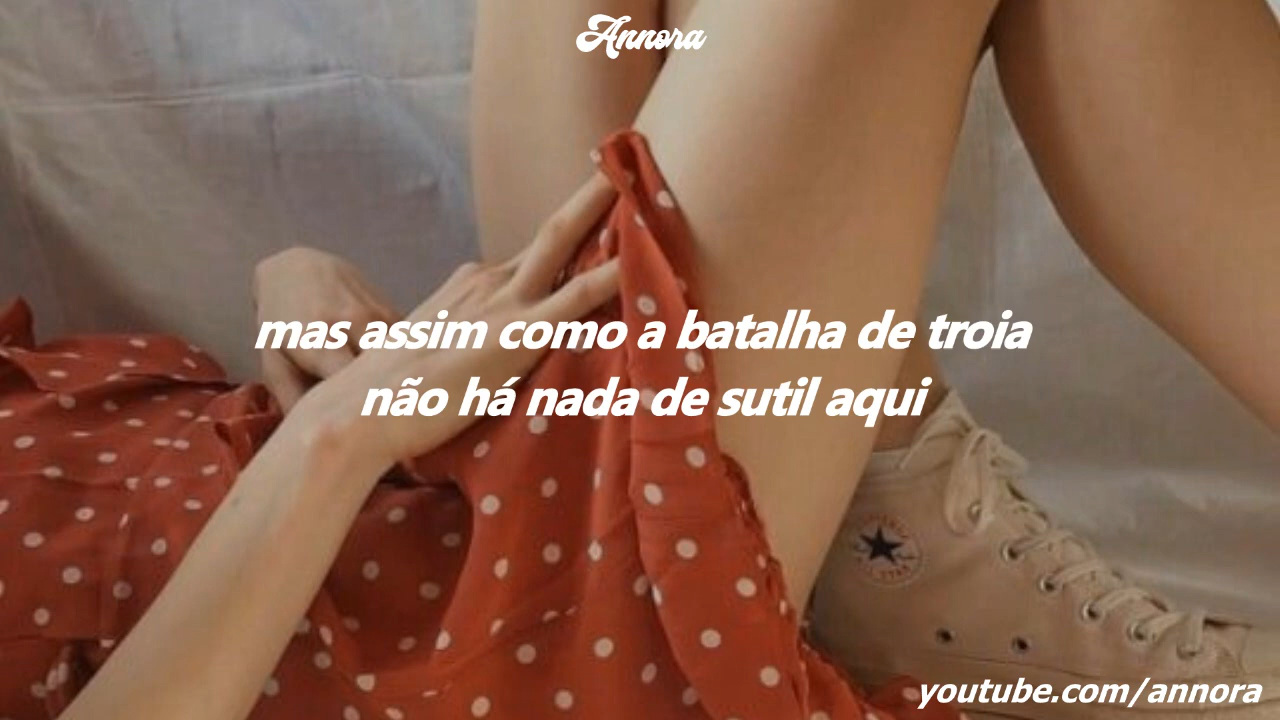 Annora
mas assim como a batalha de troia
não há nada de sutil aqui
youtube.com/annora